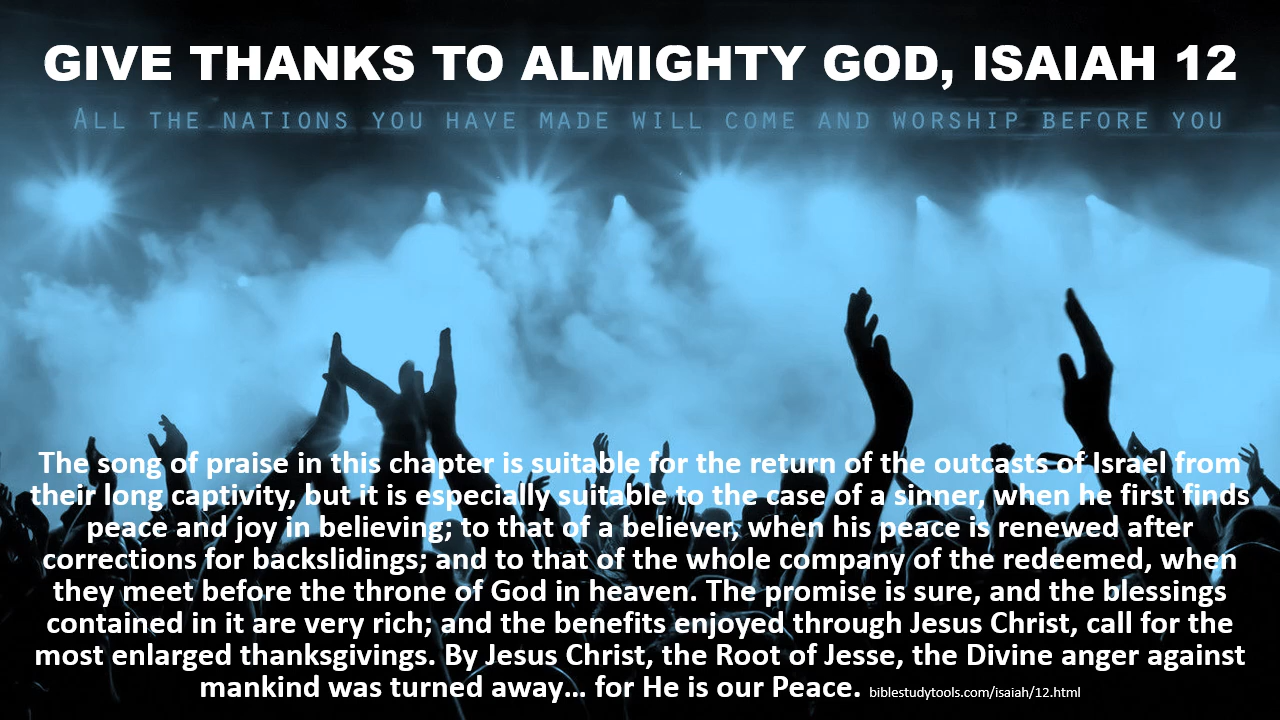 GIVE THANKS TO ALMIGHTY GOD, ISAIAH 12
All the nations you have made will come and worship before you
The song of praise in this chapter is suitable for the return of the outcasts of Israel from
their long captivity, but it is especially suitable to the case of a sinner, when he first finds
peace and joy in believing; to that of a believer, when his peace is renewed after
corrections for backslidings; and to that of the whole company of the redeemed, when
they meet before the throne of God in heaven. The promise is sure, and the blessings
contained in it are very rich; and the benefits enjoyed through Jesus Christ, call for the
most enlarged thanksgivings. By Jesus Christ, the Root of Jesse, the Divine anger against
mankind was turned away... for He is our Peace. biblestudytools.com/isaiah/12.html